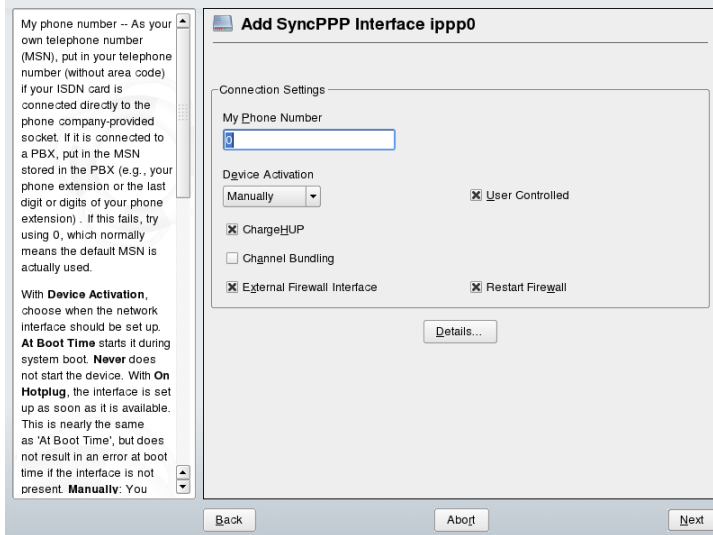 My phone number -- As your
own telephone number
(MSN), put in your telephone
number (without area code)
if your ISDN card is
connected directly to the
phone company-provided
socket. If it is connected to
a PBX, put in the MSN
stored in the PBX (e.g., your
phone extension or the last
digit or digits of your phone
extension) . If this fails, try
using 0, which normally
means the default MSN is
actually used.
With Device Activation,
choose when the network
interface should be set up.
At Boot Time starts it during
system boot. Never does
not start the device. With On
Hotplug, the interface is set
up as soon as it is available.
This is nearly the same
as 'At Boot Time', but does
not result in an error at boot
time if the interface is not
present. Manually: You
Add SyncPPP Interface ippp0
Connection Settings
My Phone Number
0
Device Activation
Manually
User Controlled
ChargeHUP
Channel Bundling
External Firewall Interface
Restart Firewall
Details...
Back
Abort
Next